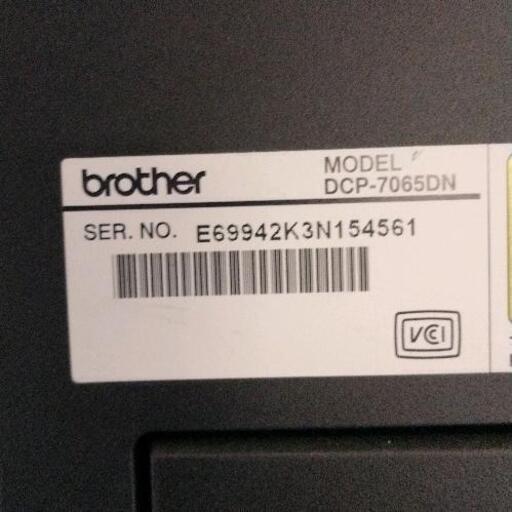 brother
MODEL
DCP-7065DN
SER. NO. E69942K3N154561
VCI